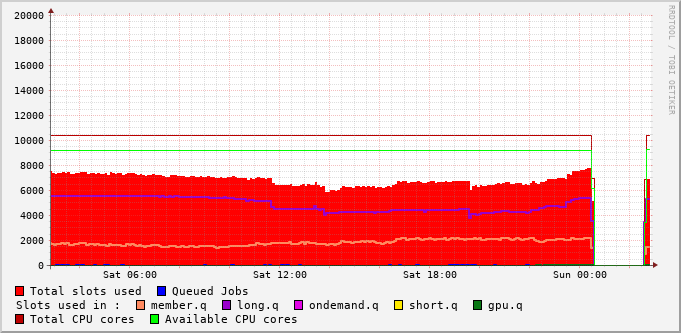 20000
18000
16000
14000
12000
10000
8000
6000
4000
2000
0
Sat 06:00 Sat 12:00 Sat 18:00 Sun 00:00
RRDTOOL / TOBI OETIKER
Total slots used Queued Jobs
Slots used in : member.q long.q ondemand.q short.q gpu.q
Total CPU cores Available CPU cores